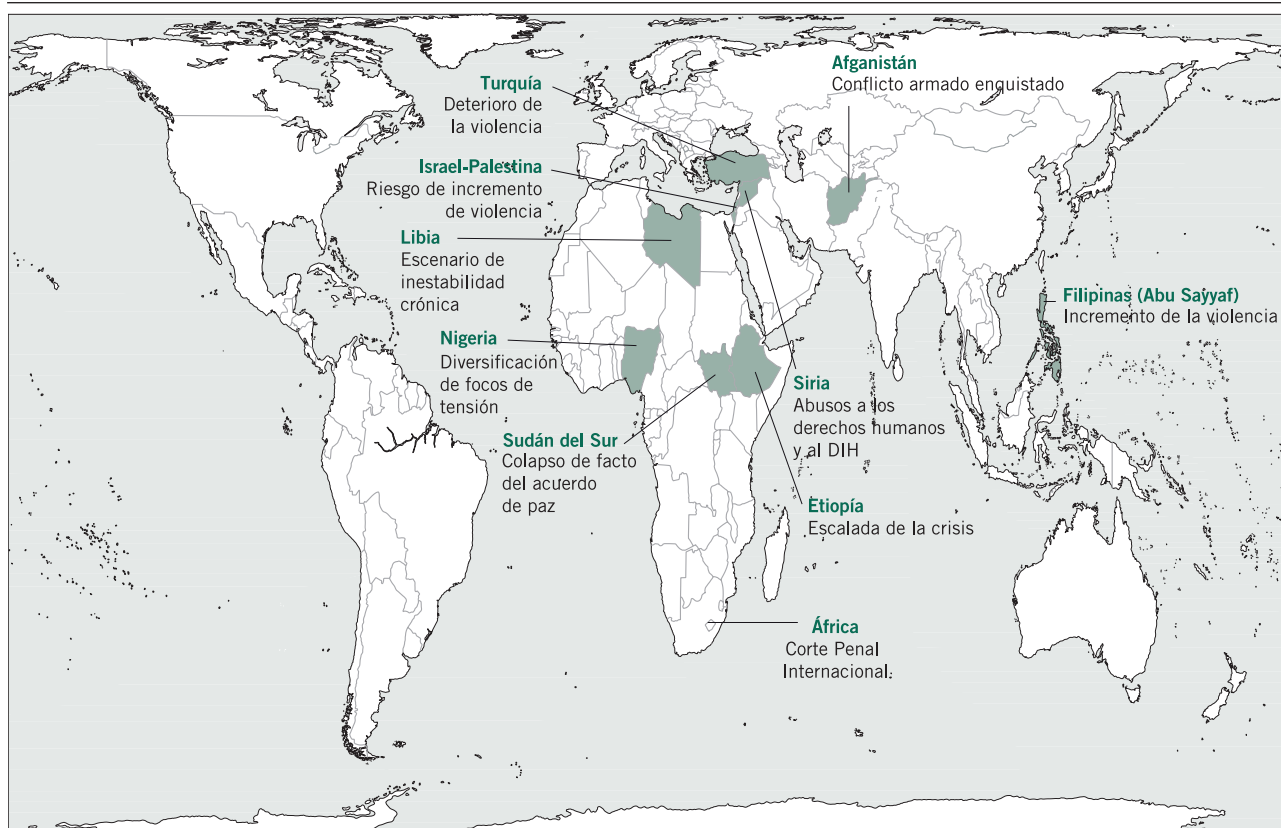 Turquía
Deterioro de
la violencia
Afganistán
Conflicto armado enquistado
Israel-Palestina
Riesgo de incremento
de violencia
Libia
Escenario de
inestabilidad
crónica
Filipinas (Abu Sayyaf)
Incremento de la violencia
Nigeria
Diversificación
de focos de
tensión
Siria
Abusos a los
derechos humanos
y al DIH
Sudán del Sur
Colapso de facto
del acuerdo
de paz
Etiopía
Escalada de la crisis
África
Corte Penal
Internacional.